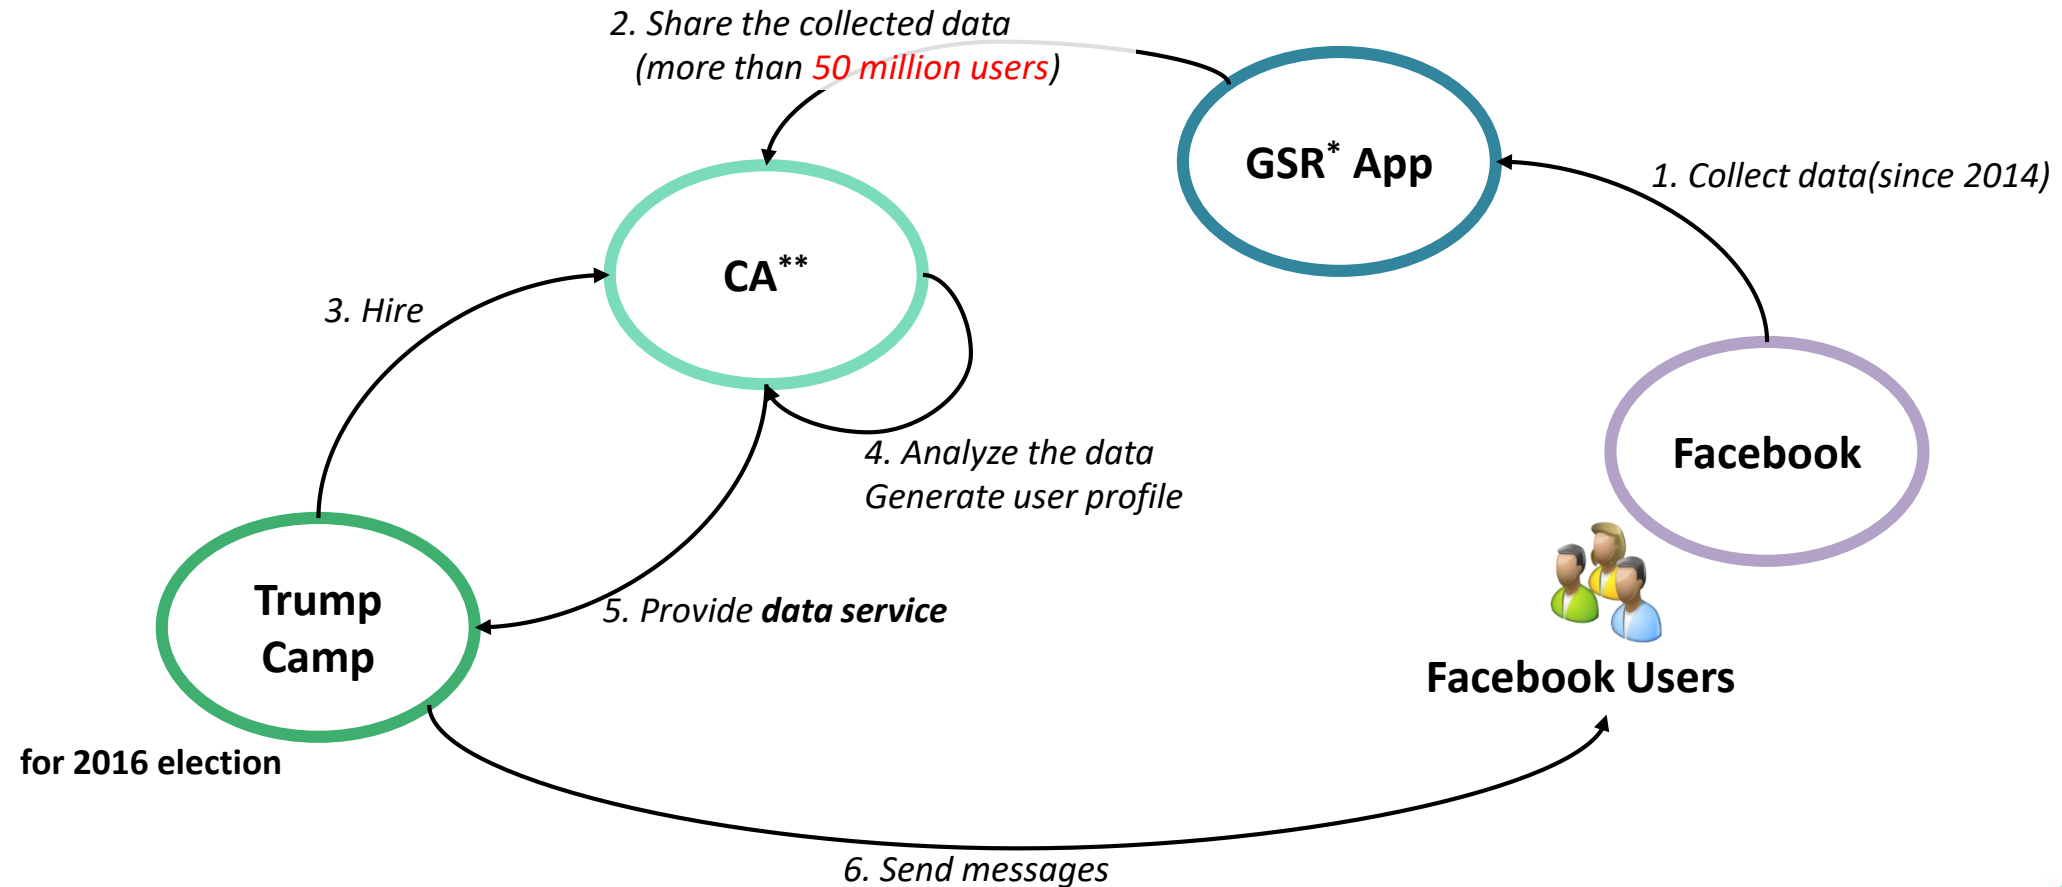 2. Share the collected data
(more than 50 million users)
GSR* App
1. Collect data(since 2014)
CA**
3. Hire
4. Analyze the data
Generate user profile
Facebook
Trump
Camp
5. Provide data service
Facebook Users
for 2016 election
6. Send messages